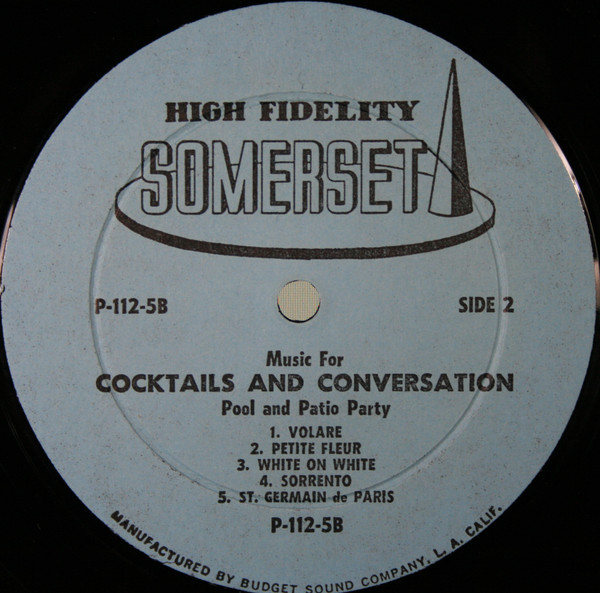 HIGH FIDELITY
SOMERSET
P-112-5B
SIDE 2
Music For
COCKTAILS AND CONVERSATION
Pool and Patio Party
1. VOLARE
2. PETITE FLEUR
3. WHITE ON WHITE
4. SORRENTO
5. ST. GERMAIN de PARIS
P-112-5B
MANUFACTURED BY BUDGET SOUND COMPANY, L. A. CALIF.